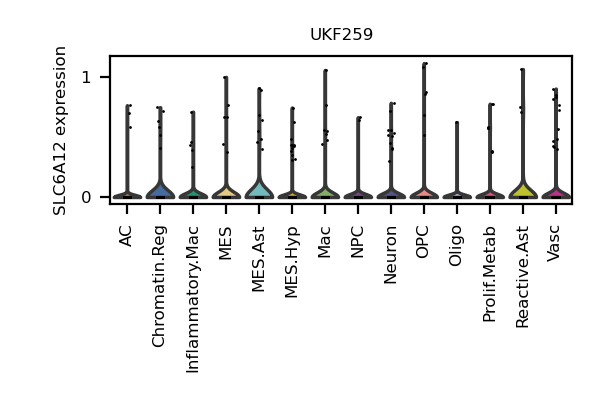 UKF259
SLC6A12 expression
1
0
AC
Chromatin.Reg
Inflammatory.Mac
MES
MES.Ast
MES.Hyp
Mac
NPC
Neuron
OPC
Oligo
Prolif.Metab
Reactive.Ast
Vasc